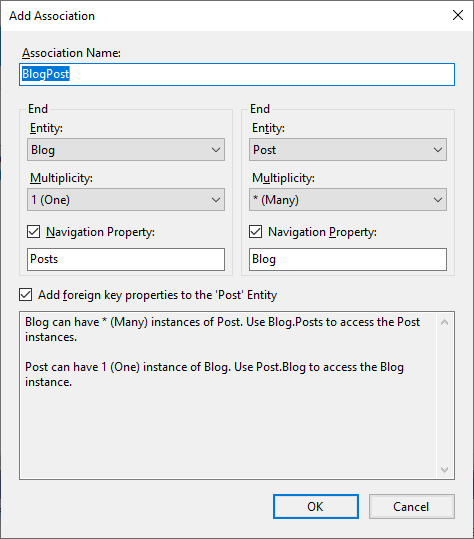 Add Association
Association Name:
BlogPost
End
Entity:
Blog
Multiplicity:
1 (One)
Navigation Property:
Posts
End
Entity:
Post
Multiplicity:
* (Many)
Navigation Property:
Blog
Add foreign key properties to the 'Post' Entity
Blog can have * (Many) instances of Post. Use Blog.Posts to access the Post
instances.
Post can have 1 (One) instance of Blog. Use Post.Blog to access the Blog
instance.
OK
Cancel